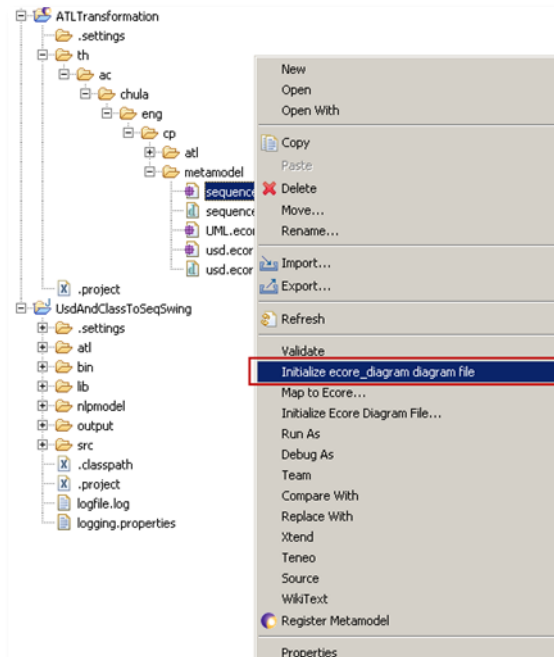 ATLTransformation
.settings
th
ac
chula
eng
cp
atl
metamodel
sequence
sequence
UML.ecor
usd.ecor
usd.ecor
.project
UsdAndClassToSeqSwing
.settings
atl
bin
lib
nlpmodel
output
src
.classpath
.project
logfile.log
logging.properties
New
Open
Open With
Copy
Paste
Delete
Move...
Rename...
Import...
Export...
Refresh
Validate
Initialize ecore_diagram diagram file
Map to Ecore...
Initialize Ecore Diagram File...
Run As
Debug As
Team
Compare With
Replace With
Xtend
Teneo
Source
WikiText
Register Metamodel
Properties